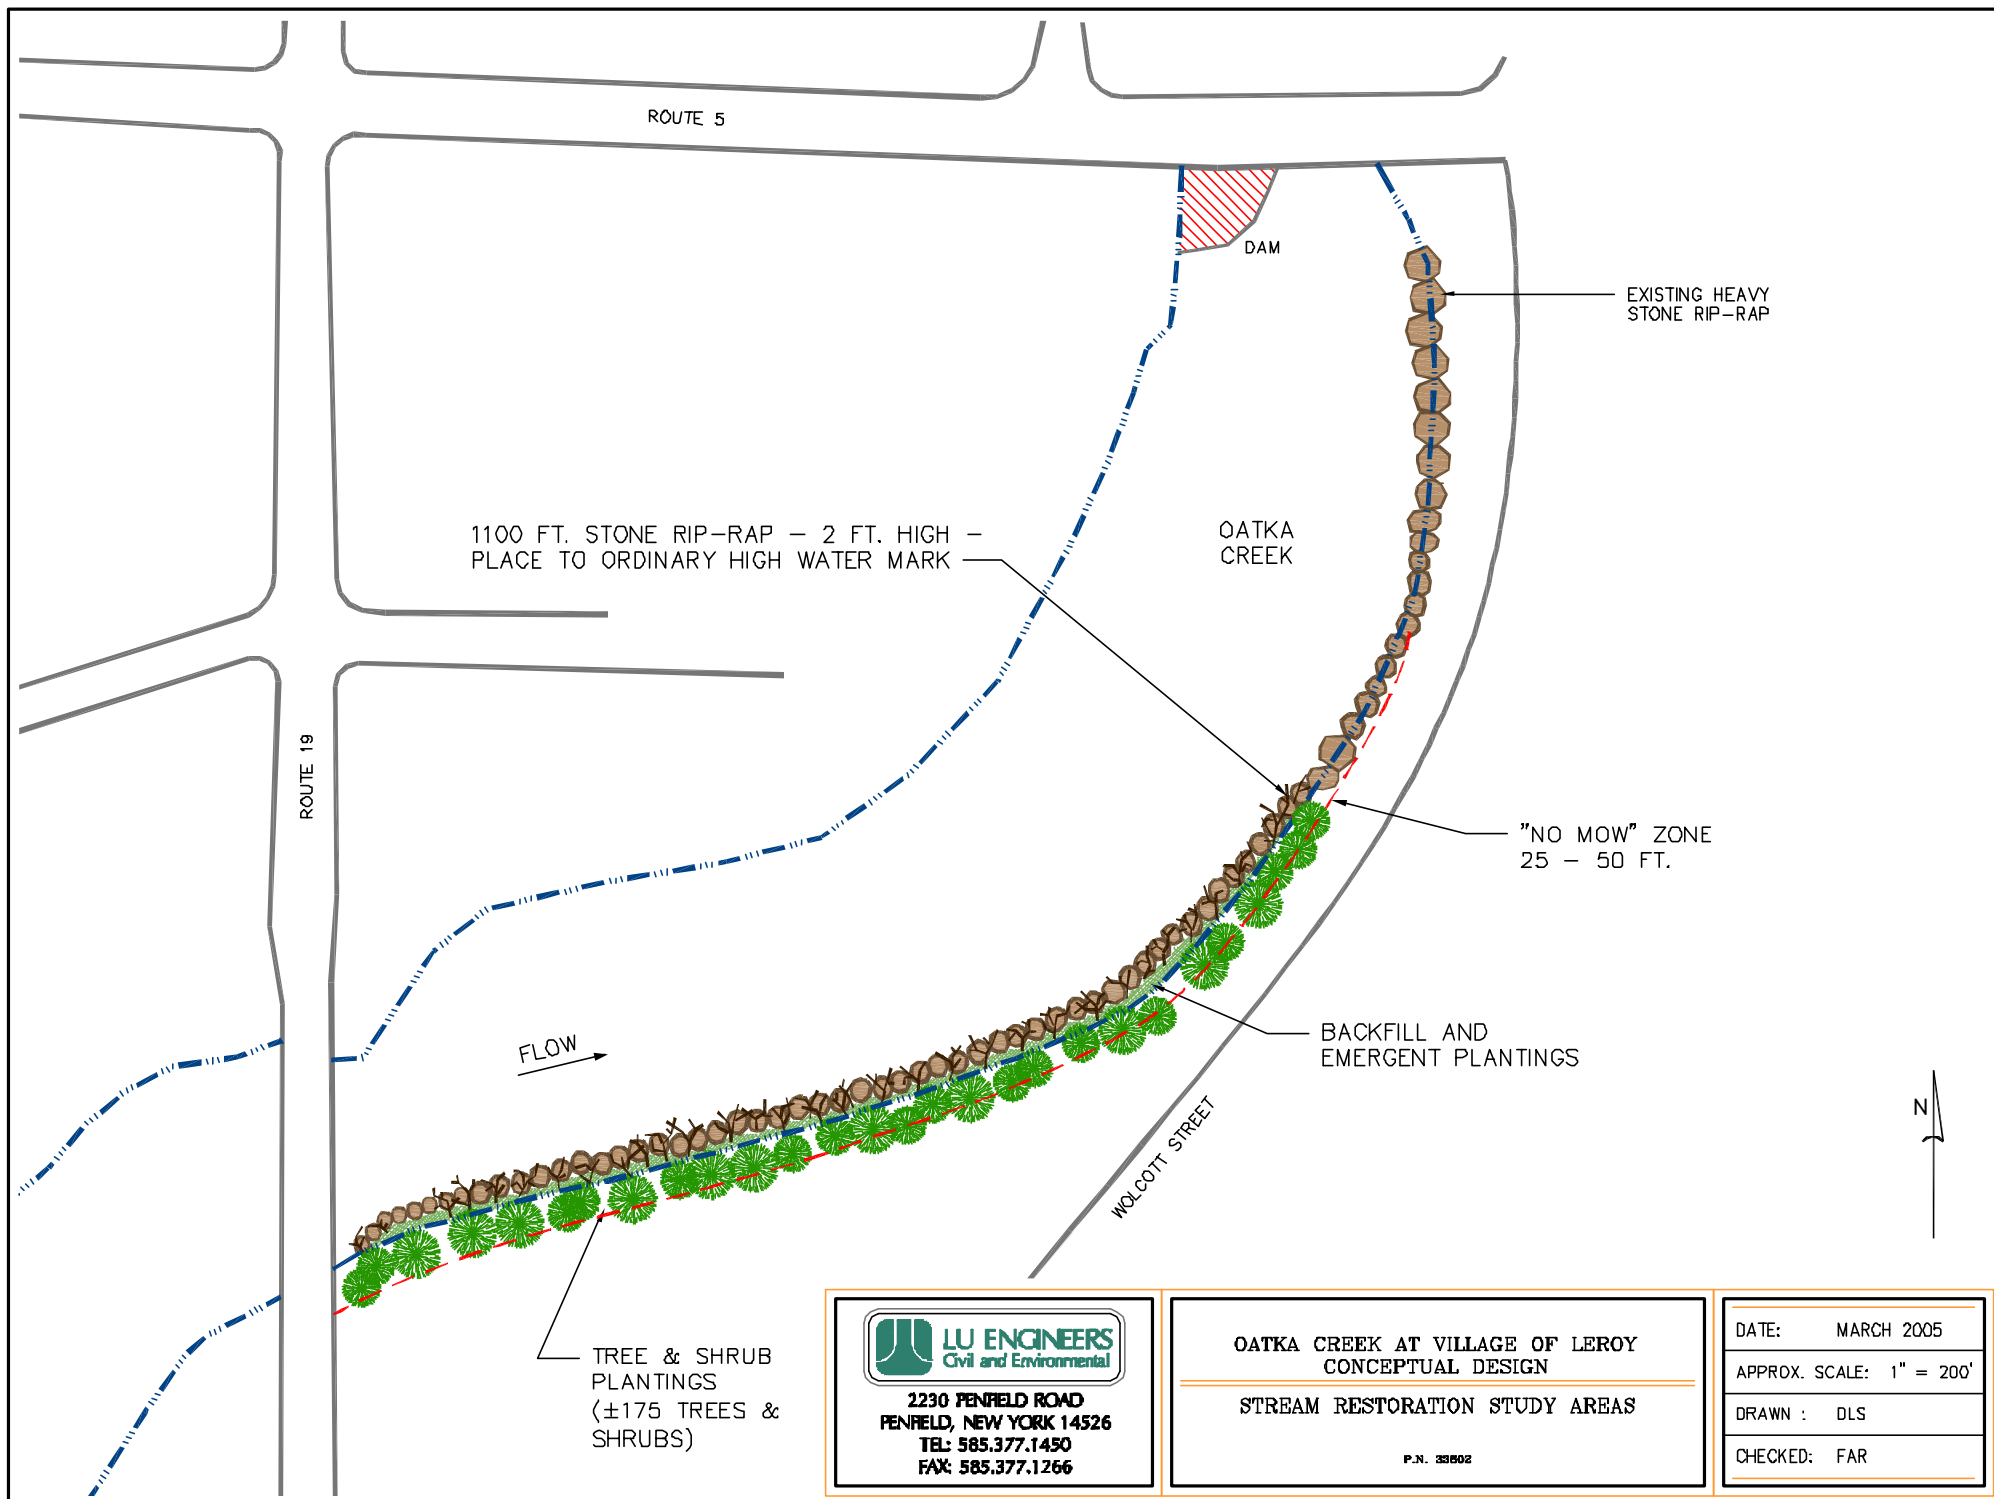 ROUTE 5
DAM
EXISTING HEAVY
STONE RIP-RAP
1100 FT. STONE RIP-RAP - 2 FT. HIGH -
PLACE TO ORDINARY HIGH WATER MARK
OATKA
CREEK
ROUTE 19
"NO MOW" ZONE
25 - 50 FT.
FLOW
BACKFILL AND
EMERGENT PLANTINGS
WOLCOTT STREET
N
TREE & SHRUB
PLANTINGS
(±175 TREES &
SHRUBS)
LU ENGINEERS
Civil and Environmental
2230 PENFIELD ROAD
PENFIELD, NEW YORK 14526
TEL: 585.377.1450
FAX: 585.377.1266
OATKA CREEK AT VILLAGE OF LEROY
CONCEPTUAL DESIGN
STREAM RESTORATION STUDY AREAS
P.N.
DATE: MARCH 2005
APPROX. SCALE: 1" = 200'
DRAWN : DLS
CHECKED: FAR